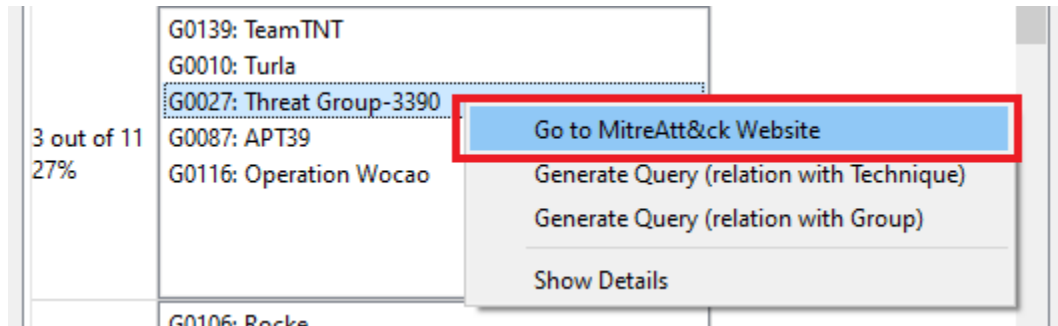 G0139: TeamTNT
G0010: Turla
G0027: Threat Group-3390
3 out of 11
27%
G0087: APT39
G0116: Operation Wocao
Go to MitreAtt&ck Website
Generate Query (relation with Technique)
Generate Query (relation with Group)
Show Details
G0106: Rocke